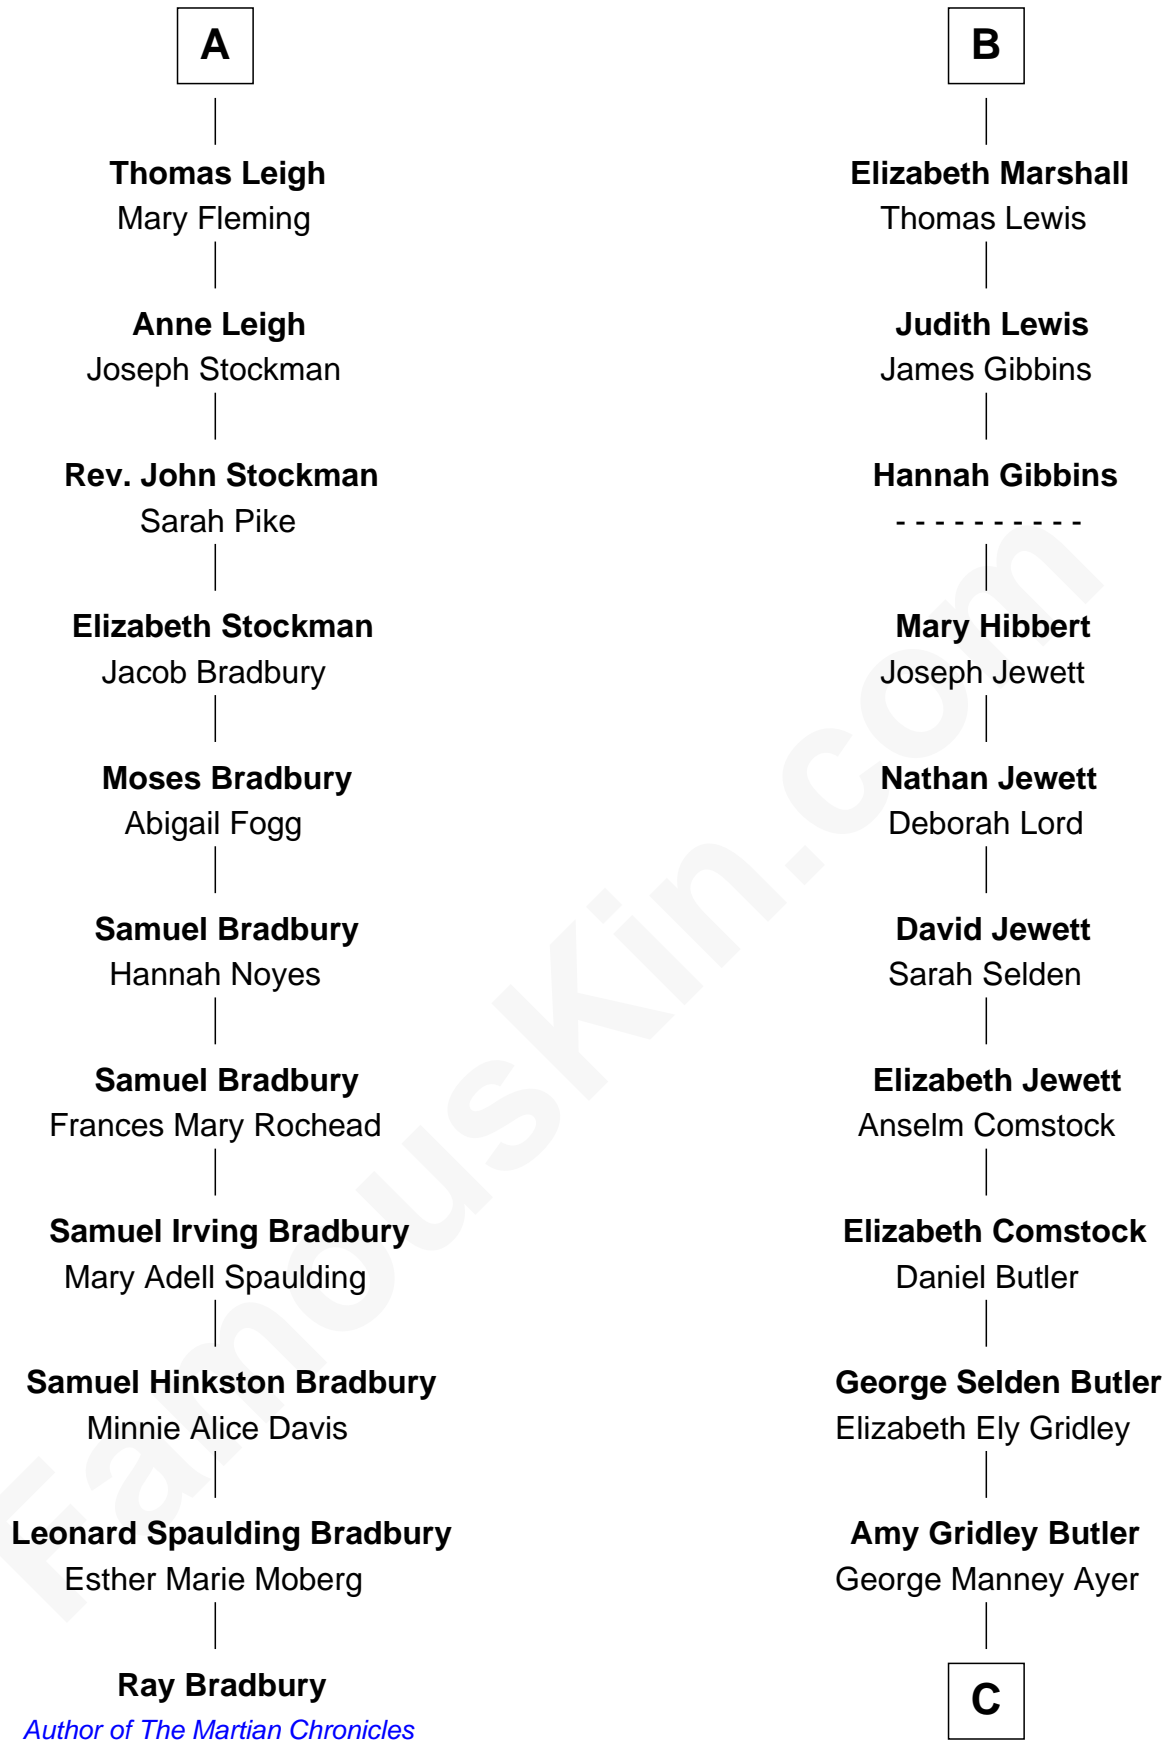 A
Thomas Leigh
Mary Fleming
Anne Leigh
Joseph Stockman
Rev. John Stockman
Sarah Pike
Elizabeth Stockman
Jacob Bradbury
Moses Bradbury
Abigail Fogg
Samuel Bradbury
Hannah Noyes
Samuel Bradbury
Frances Mary Rochead
Samuel Irving Bradbury
Mary Adell Spaulding
Samuel Hinkston Bradbury
Minnie Alice Davis
Leonard Spaulding Bradbury
Esther Marie Moberg
Ray Bradbury
Author of The Martian Chronicles
B
Elizabeth Marshall
Thomas Lewis
Judith Lewis
James Gibbins
Hannah Gibbins
- - - - - - - - - -
Mary Hibbert
Joseph Jewett
Nathan Jewett
Deborah Lord
David Jewett
Sarah Selden
Elizabeth Jewett
Anselm Comstock
Elizabeth Comstock
Daniel Butler
George Selden Butler
Elizabeth Ely Gridley
Amy Gridley Butler
George Manney Ayer
C
FamousKin.com